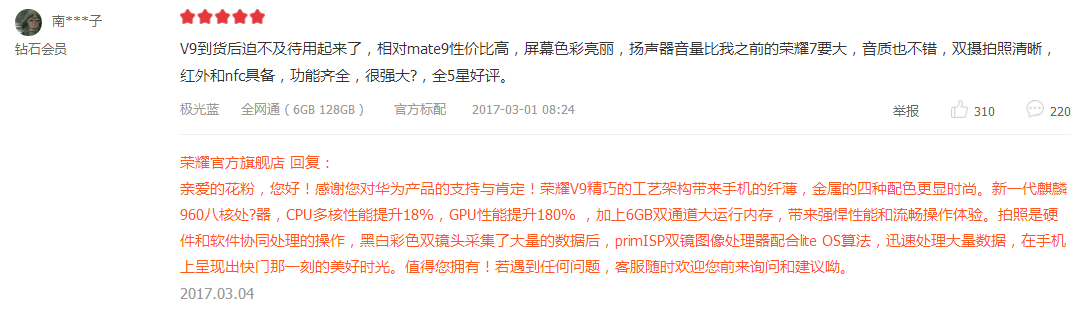 南***子
钻石会员
V9到货后迫不及待用起来了，相对mate9性价比高，屏幕色彩亮丽，扬声器音量比我之前的荣耀7要大，音质也不错，双摄拍照清晰，
红外和nfc具备，功能齐全，很强大?，全5星好评。
极光蓝 全网通（6GB 128GB） 官方标配 2017-03-01 08:24 举报 310 220
荣耀官方旗舰店 回复：
亲爱的花粉，您好！感谢您对华为产品的支持与肯定！荣耀V9精巧的工艺架构带来手机的纤薄，金属的四种配色更显时尚。新一代麒麟
960八核处?器，CPU多核性能提升18%，GPU性能提升180% ，加上6GB双通道大运行内存，带来强悍性能和流畅操作体验。拍照是硬
件和软件协同处理的操作，黑白彩色双镜头采集了大量的数据后，primISP双镜图像处理器配合lite OS算法，迅速处理大量数据，在手机
上呈现出快门那一刻的美好时光。值得您拥有！若遇到任何问题，客服随时欢迎您前来询问和建议呦。
2017.03.04